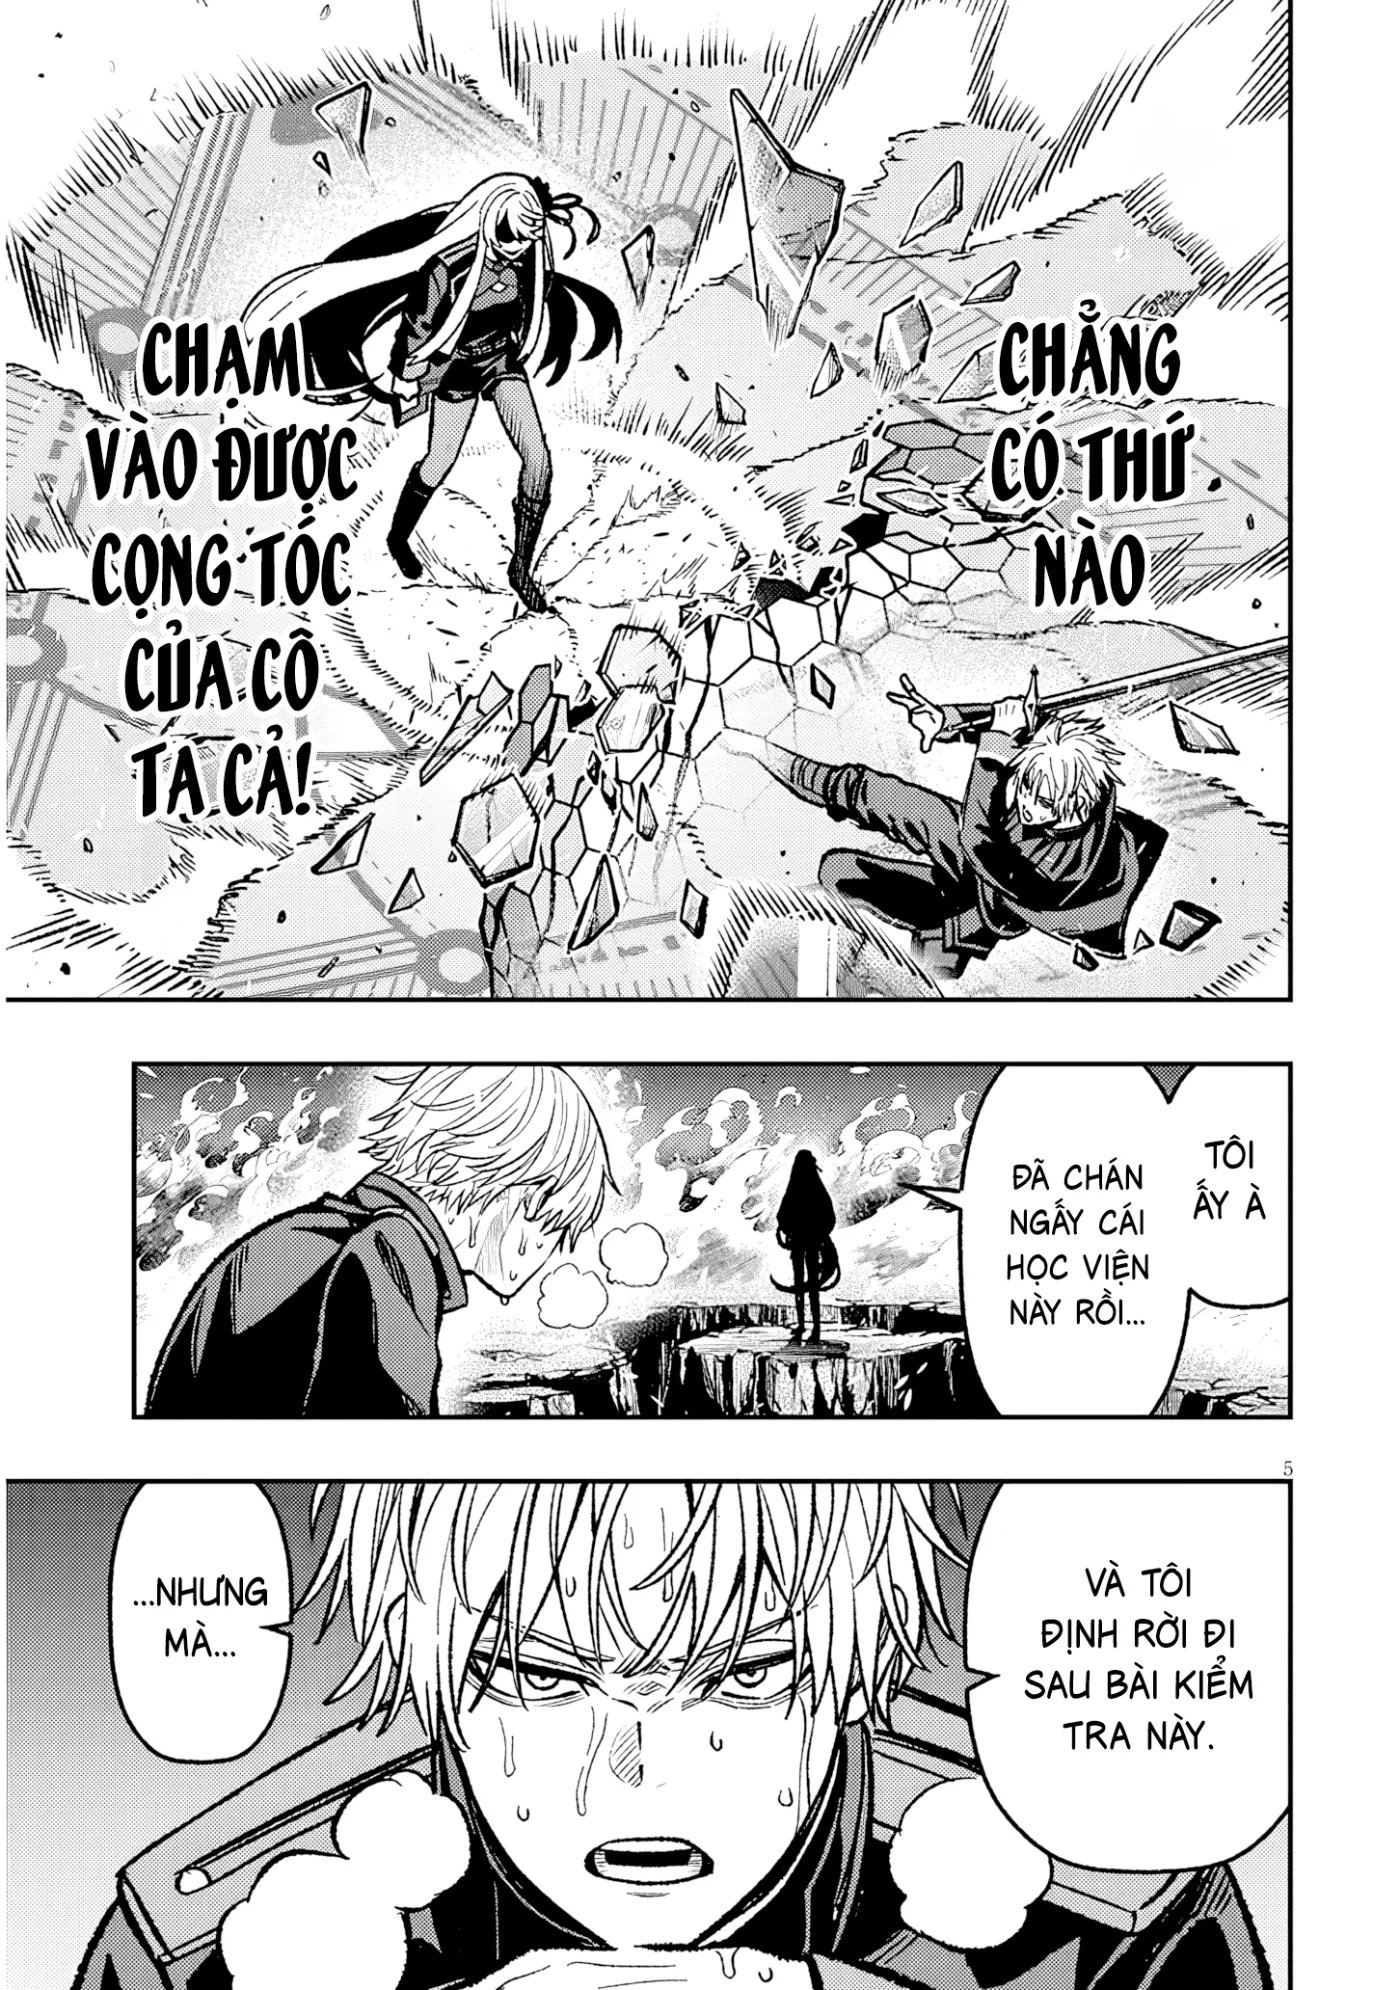 CHẲNG
CÓ THỨ
NÀO
CHẠM
VÀO ĐƯỢC
CỌNG TÓC
CỦA CÔ
TA CẢ!
TÔI
ẤY À
ĐÃ CHÁN
NGẤY CÁI
HỌC VIỆN
NÀY RỒI...
5
VÀ TÔI
ĐỊNH RỜI ĐI
SAU BÀI KIỂM
TRA NÀY.
...NHƯNG
MÀ...